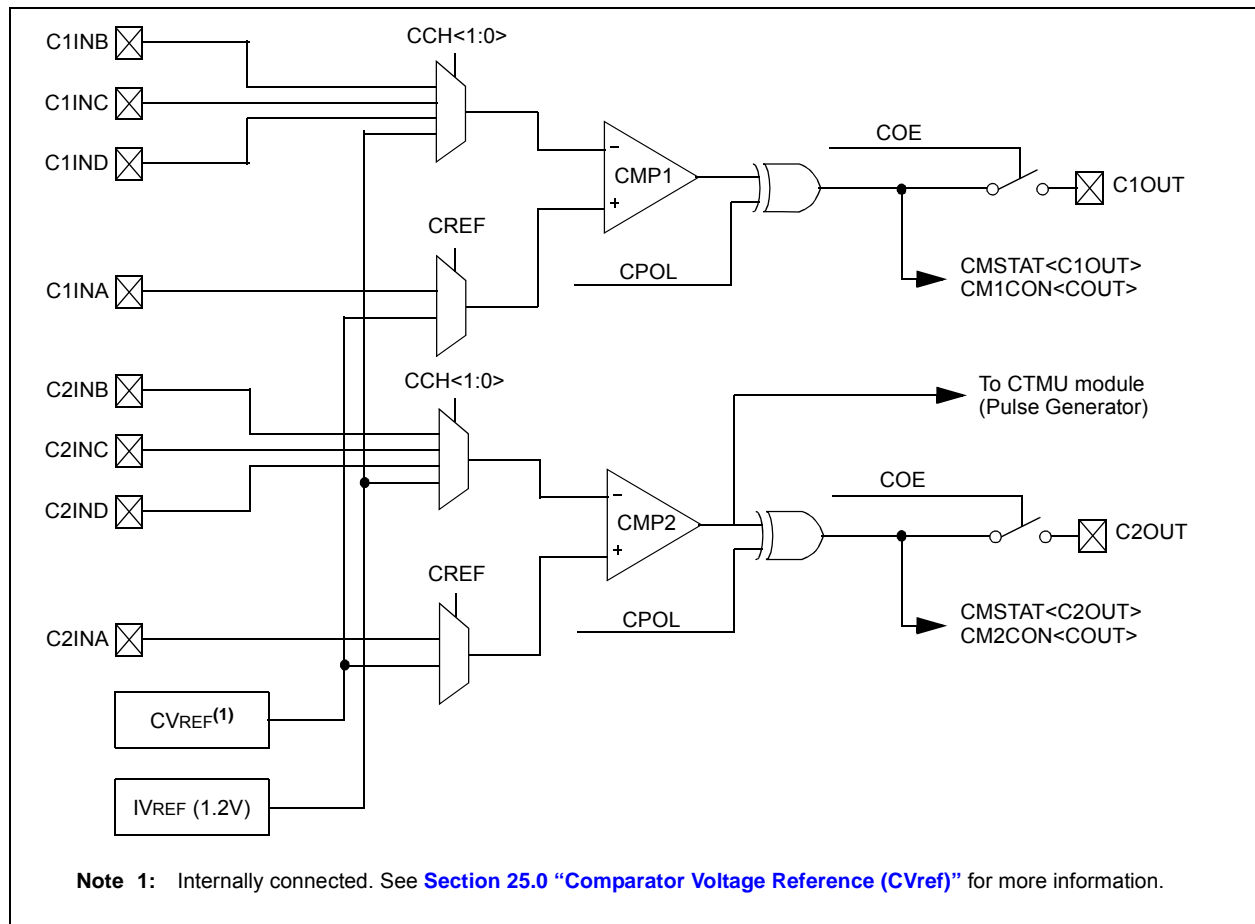 C1INB
CCH<1:0>
C1INC
C1IND
−
CMP1
+
COE
C1OUT
CREF
CPOL
C1INA
CMSTAT<C1OUT>
CM1CON<COUT>
C2INB
CCH<1:0>
To CTMU module
(Pulse Generator)
C2INC
C2IND
−
CMP2
+
COE
C2OUT
CREF
CPOL
C2INA
CMSTAT<C2OUT>
CM2CON<COUT>
CVREF(1)
IVREF (1.2V)
Note 1: Internally connected. See Section 25.0 “Comparator Voltage Reference (CVref)” for more information.